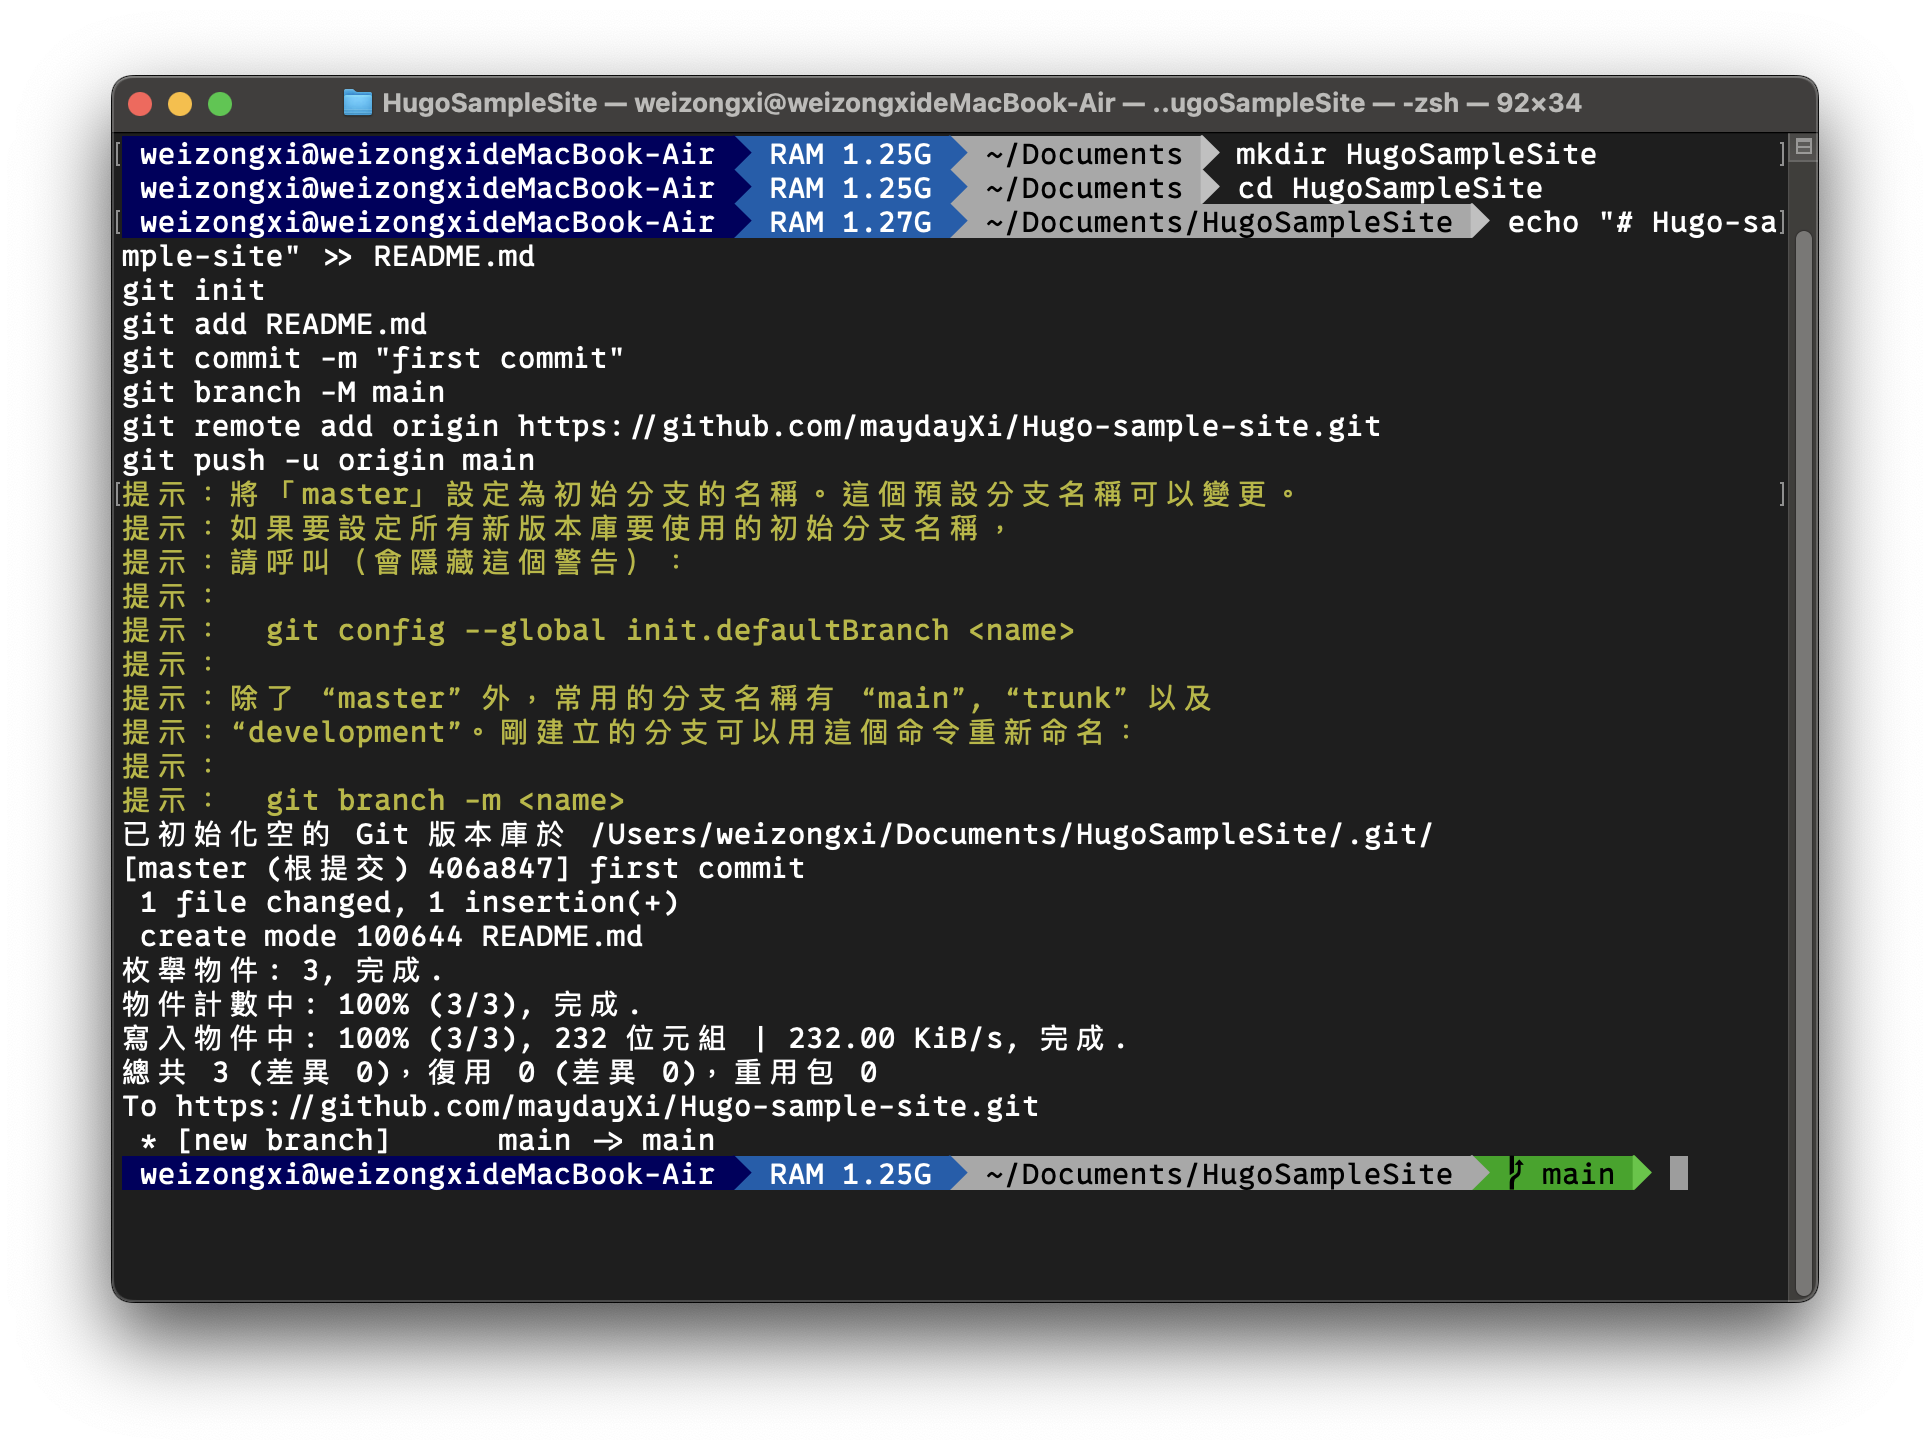 HugoSampleSite — weizongxi@weizongxideMacBook-Air — ..ugoSampleSite — -zsh — 92×34
weizongxi@weizongxideMacBook-Air RAM 1.25G ~/Documents mkdir HugoSampleSite
weizongxi@weizongxideMacBook-Air RAM 1.25G ~/Documents cd HugoSampleSite
weizongxi@weizongxideMacBook-Air RAM 1.27G ~/Documents/HugoSampleSite echo "# Hugo-sa
mple-site" >> README.md
git init
git add README.md
git commit -m "first commit"
git branch -M main
git remote add origin https://github.com/maydayXi/Hugo-sample-site.git
git push -u origin main
提示：將「master」設定為初始分支的名稱。這個預設分支名稱可以變更。
提示：如果要設定所有新版本庫要使用的初始分支名稱，
提示：請呼叫（會隱藏這個警告）：
提示：
提示： git config --global init.defaultBranch <name>
提示：
提示：除了 “master” 外，常用的分支名稱有 “main”, “trunk” 以及
提示：“development”。剛建立的分支可以用這個命令重新命名：
提示：
提示： git branch -m <name>
已初始化空的 Git 版本庫於 /Users/weizongxi/Documents/HugoSampleSite/.git/
[master (根提交) 406a847] first commit
1 file changed, 1 insertion(+)
create mode 100644 README.md
枚舉物件: 3, 完成.
物件計數中: 100% (3/3), 完成.
寫入物件中: 100% (3/3), 232 位元組 | 232.00 KiB/s, 完成.
總共 3 (差異 0)，復用 0 (差異 0)，重用包 0
To https://github.com/maydayXi/Hugo-sample-site.git
* [new branch] main -> main
weizongxi@weizongxideMacBook-Air RAM 1.25G ~/Documents/HugoSampleSite main